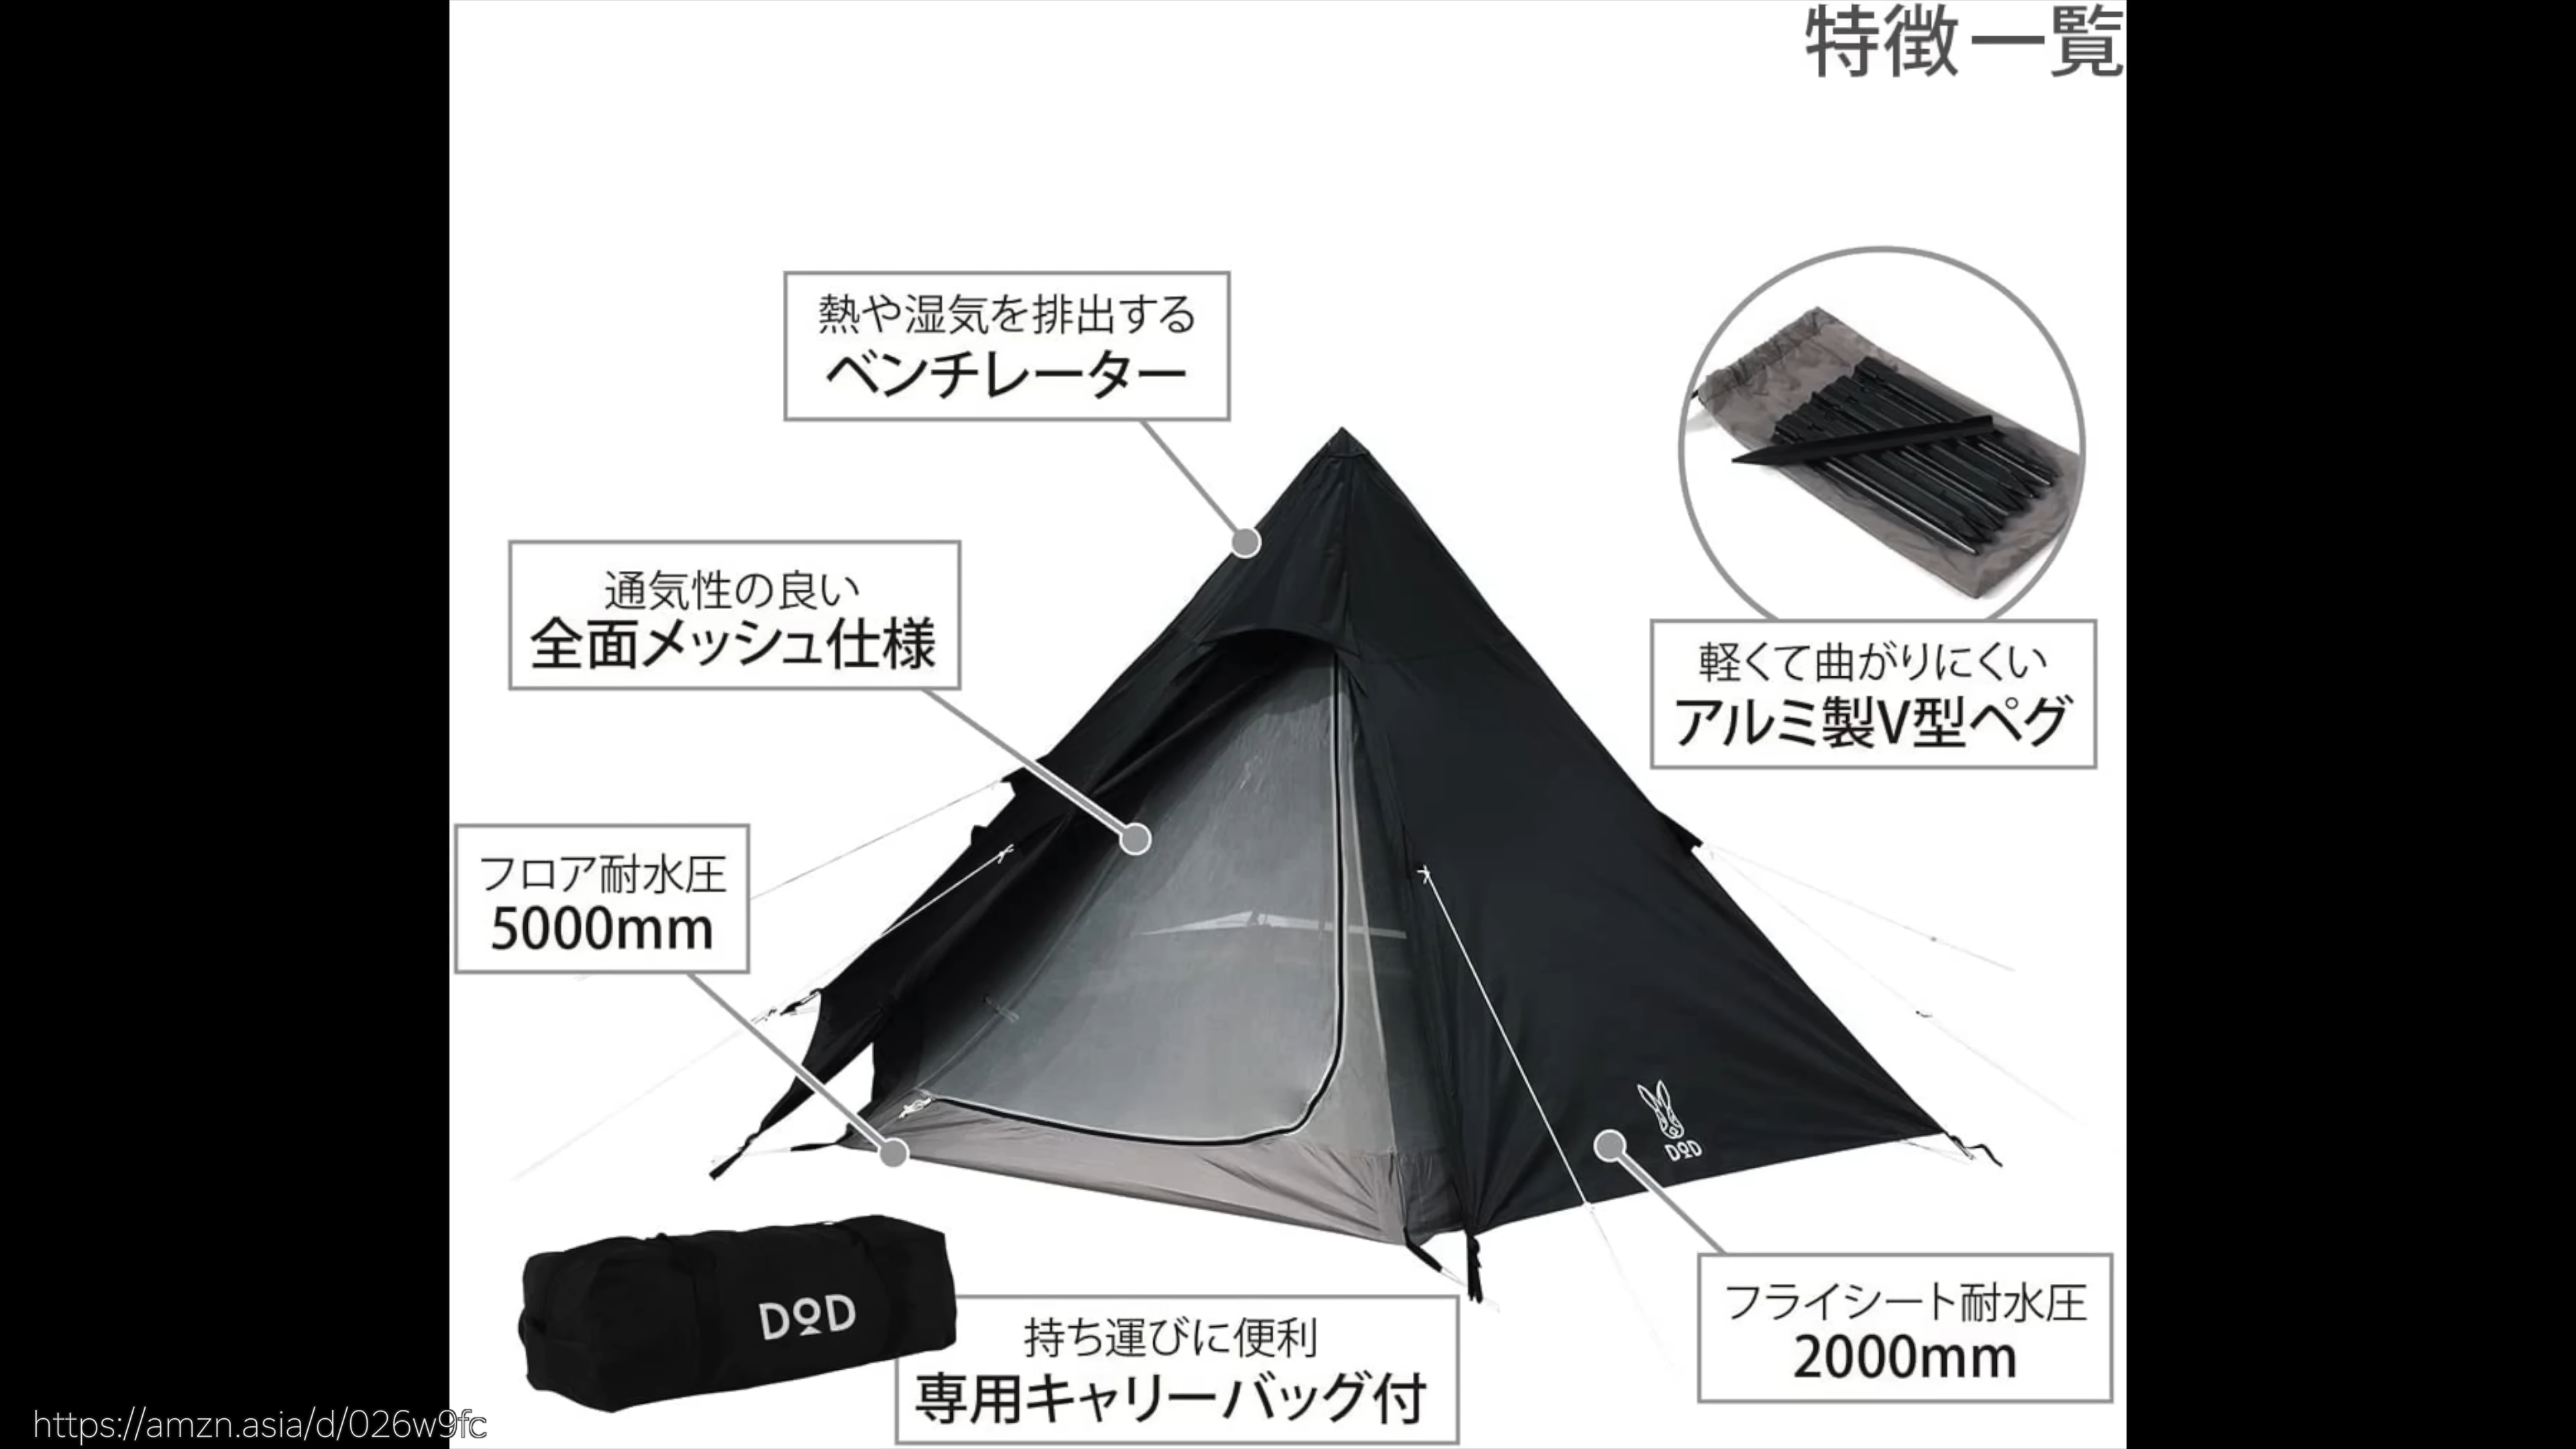 特徴一覧
熱や湿気を排出する
ベンチレーター
通気性の良い
全面メッシュ仕様
軽くて曲がりにくい
アルミ製V型ペグ
フロア耐水圧
5000mm
DOD
DOD
持ち運びに便利
専用キャリーバッグ付
フライシート耐水圧
2000mm
https://amzn.asia/d/026w9fc